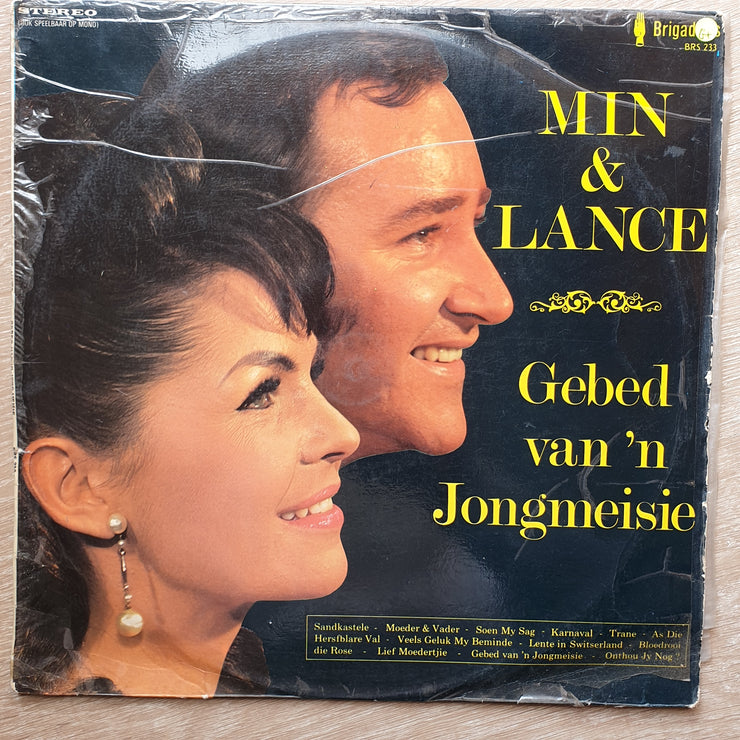 STEREO
(OOK SPEELBAAR OP MONO)
Brigadiers
BRS 233
MIN
&
LANCE
Gebed
van 'n
Jongmeisie
Sandkastele - Moeder & Vader - Soen My Sag - Karnaval - Trane - As Die
Hersfblare Val - Veels Geluk My Beminde - Lente in Switserland - Bloedrooi
die Rose - Lief Moedertjie - Gebed van 'n Jongmeisie - Onthou Jy Nog?